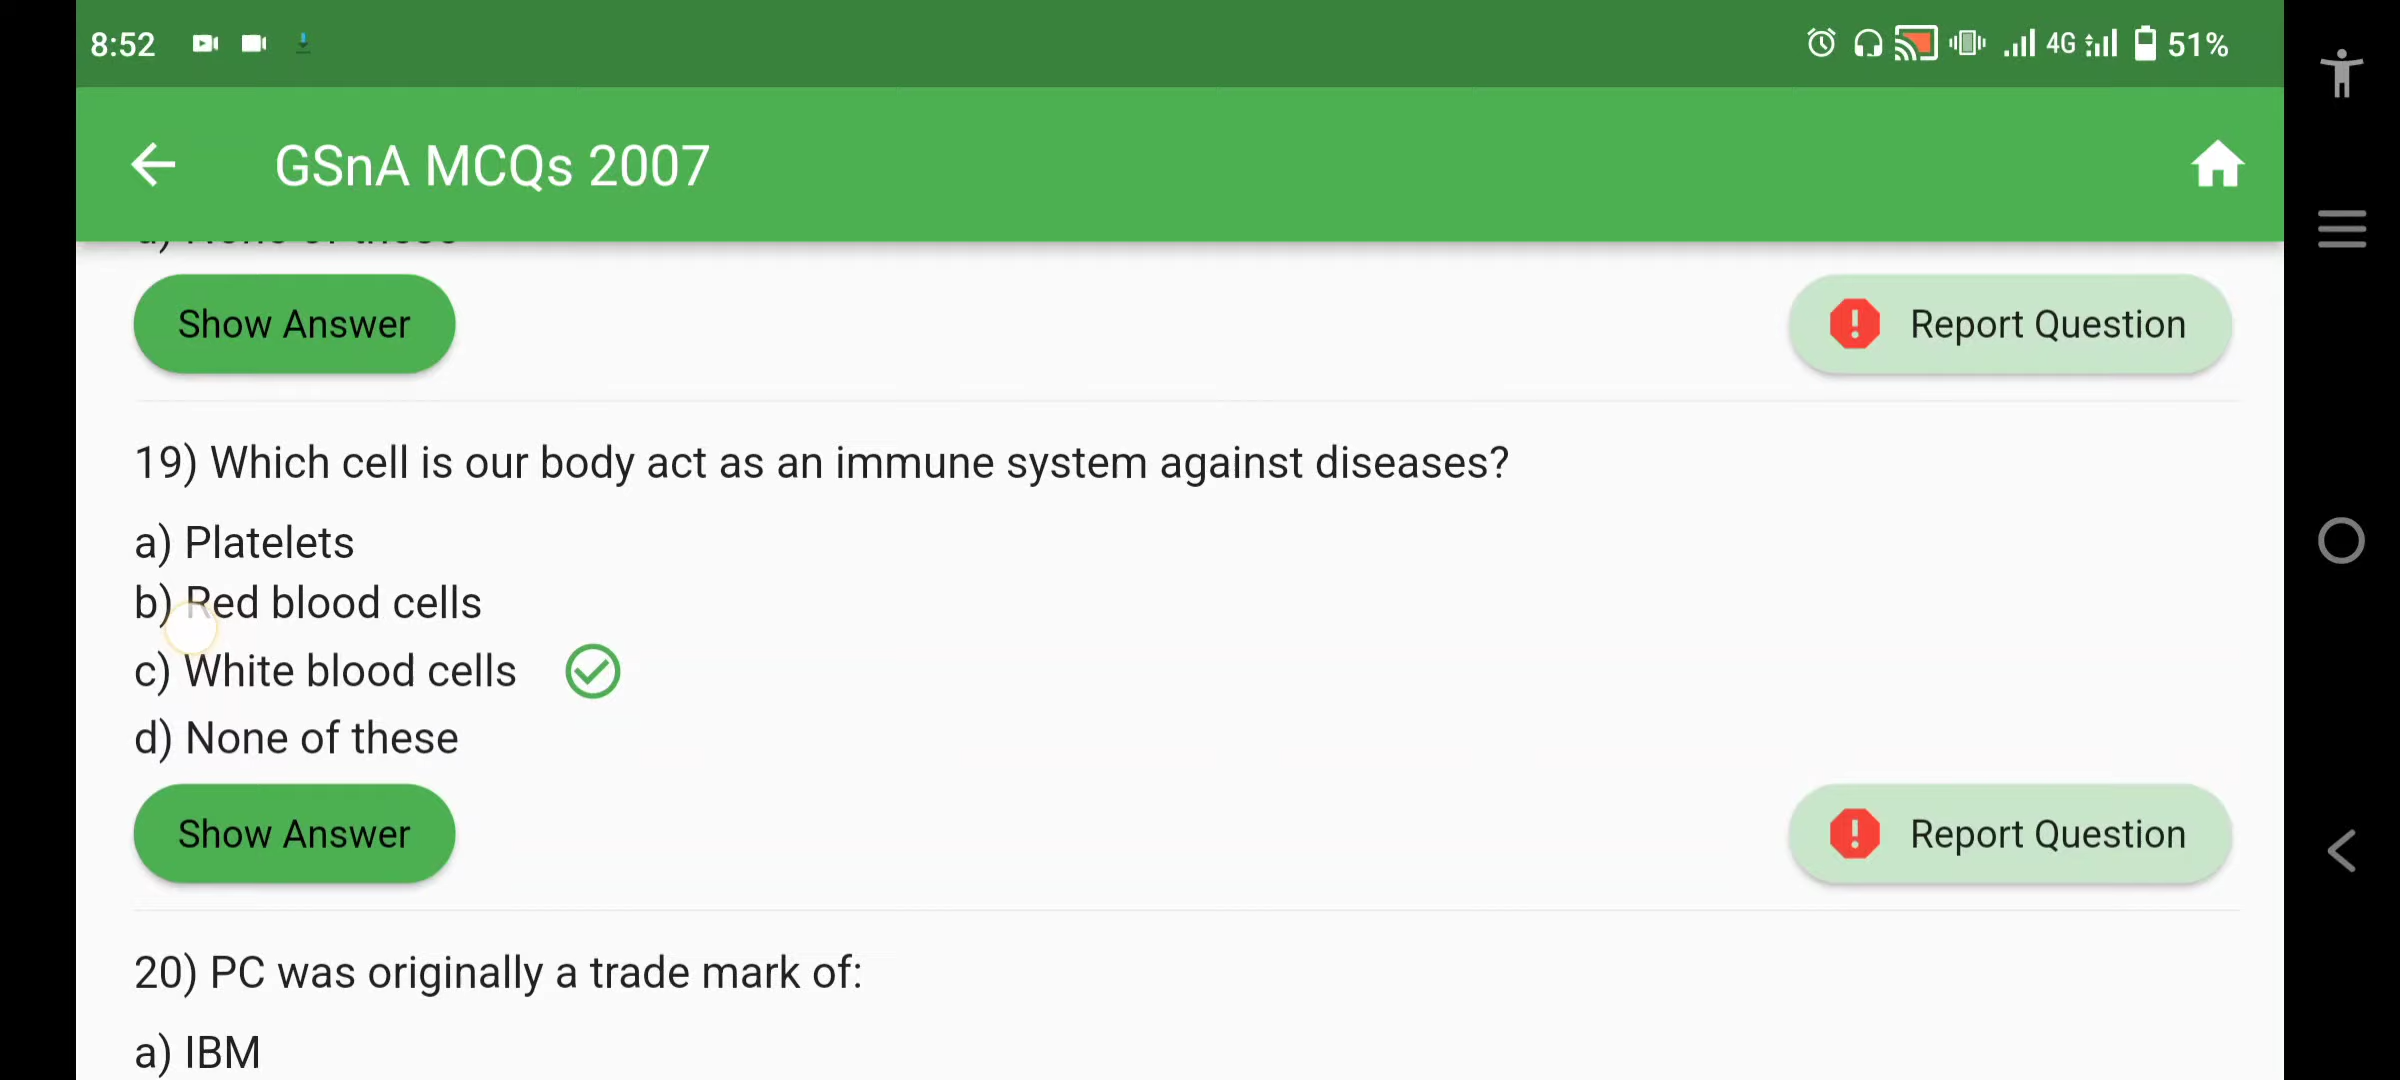 8:52
4G
51%
GSnA MCQs 2007
Show Answer
Report Question
19) Which cell is our body act as an immune system against diseases?
a) Platelets
b) Red blood cells
c) White blood cells
d) None of these
Show Answer
Report Question
20) PC was originally a trade mark of:
a) IBM